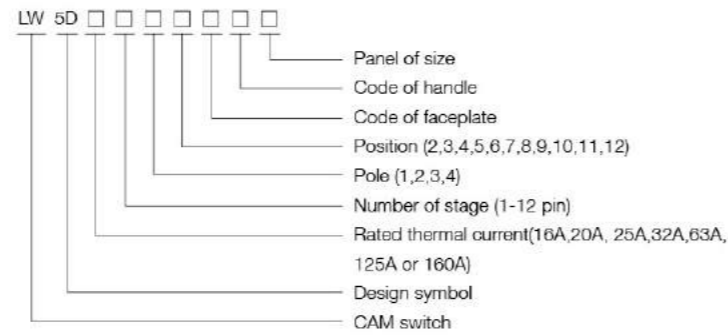 LW 5D □ □ □ □ □ □ □
Panel of size
Code of handle
Code of faceplate
Position (2,3,4,5,6,7,8,9,10,11,12)
Pole (1,2,3,4)
Number of stage (1-12 pin)
Rated thermal current(16A,20A, 25A,32A,63A,
125A or 160A)
Design symbol
CAM switch